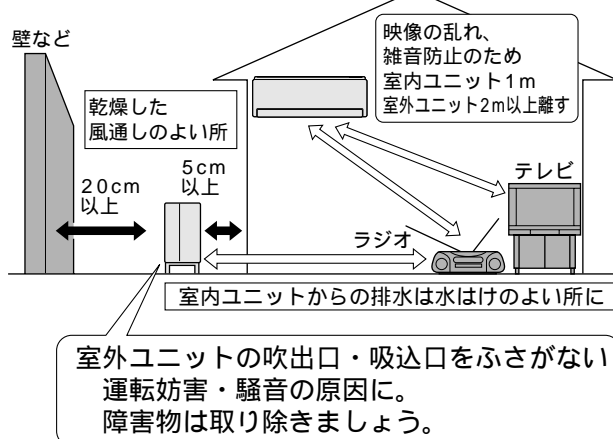 壁など
乾燥した
風通しのよい所
映像の乱れ、
雑音防止のため
室内ユニット1m
室外ユニット2m以上離す
20cm
以上
5cm
以上
テレビ
ラジオ
室内ユニットからの排水は水はけのよい所に
室外ユニットの吹出口・吸込口をふさがない
運転妨害・騒音の原因に。
障害物は取り除きましょう。